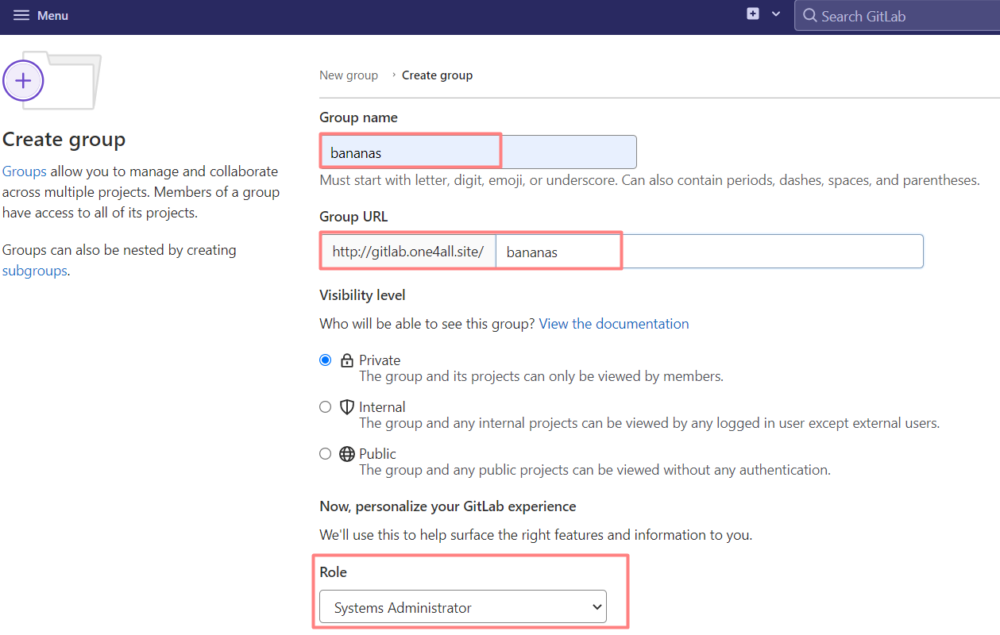 Menu
Search GitLab
New group › Create group
Create group
Groups allow you to manage and collaborate
across multiple projects. Members of a group
have access to all of its projects.
Groups can also be nested by creating
subgroups.
Group name
bananas
Must start with letter, digit, emoji, or underscore. Can also contain periods, dashes, spaces, and parentheses.
Group URL
http://gitlab.one4all.site/ bananas
Visibility level
Who will be able to see this group? View the documentation
Private
The group and its projects can only be viewed by members.
Internal
The group and any internal projects can be viewed by any logged in user except external users.
Public
The group and any public projects can be viewed without any authentication.
Now, personalize your GitLab experience
We'll use this to help surface the right features and information to you.
Role
Systems Administrator